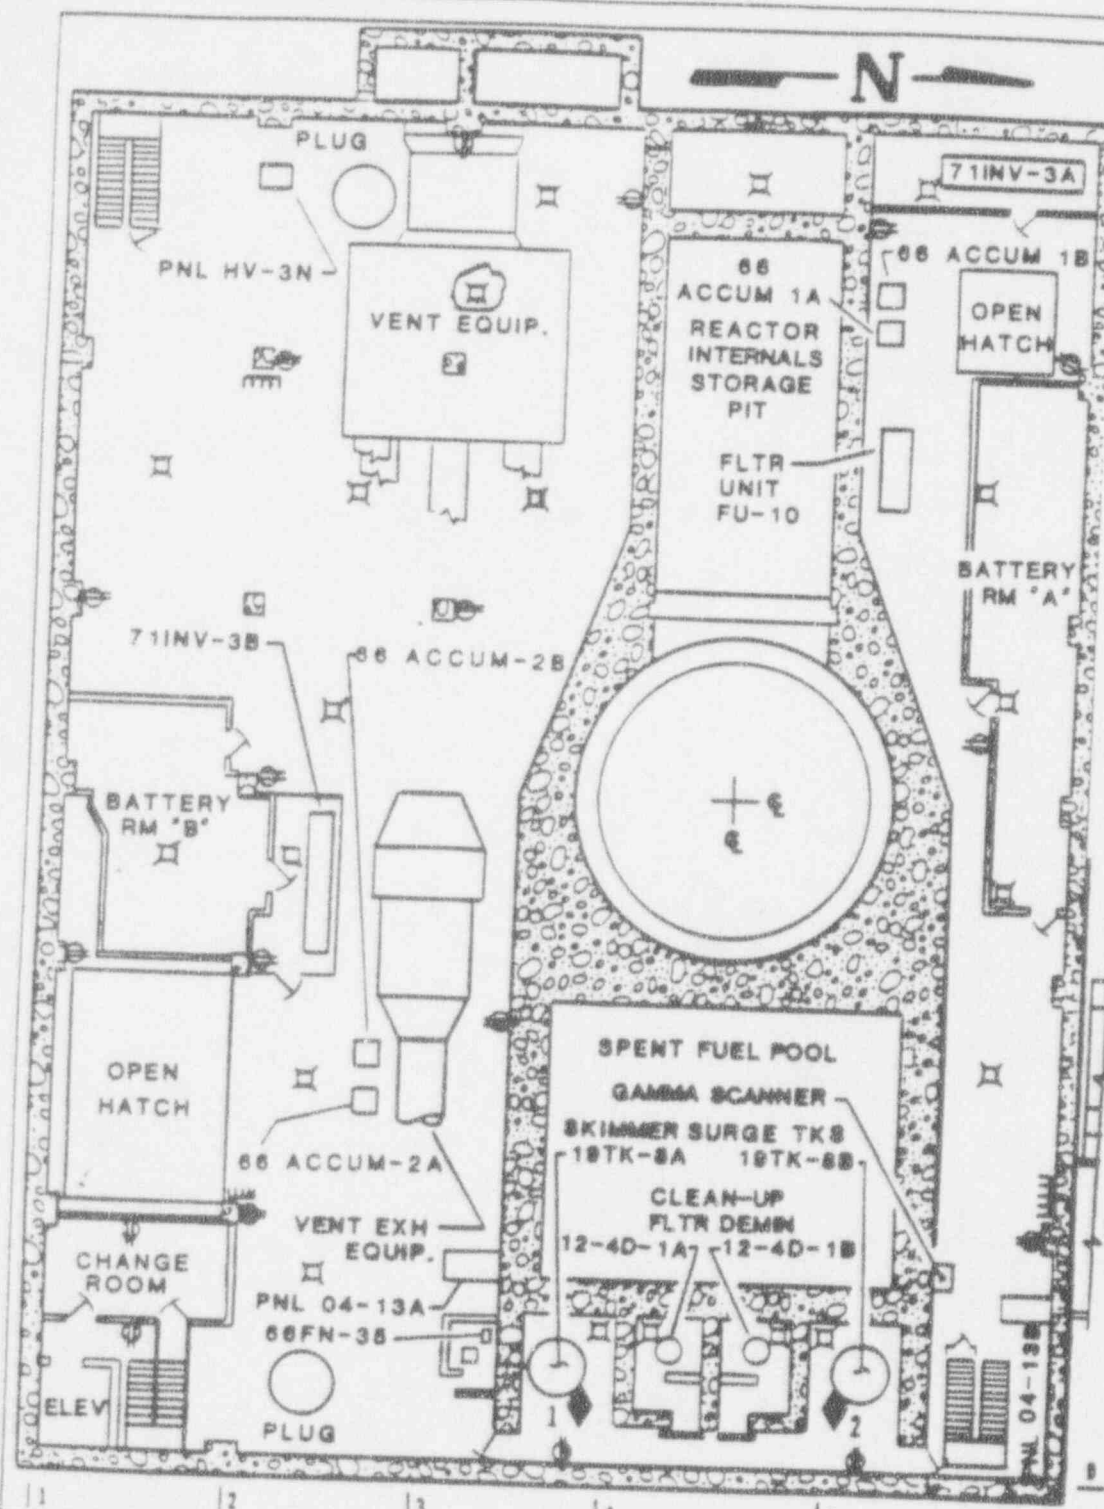 N
PLUG
71INV-3A
PNL HV-3N
66
ACCUM 1A
66 ACCUM 1B
VENT EQUIP.
OPEN
HATCH
REACTOR
INTERNALS
STORAGE
PIT
FLTR
UNIT
FU-10
BATTERY
RM "A"
71INV-3B
66 ACCUM-2B
BATTERY
RM "B"
OPEN
HATCH
SPENT FUEL POOL
GAMMA SCANNER
SKIMMER SURGE TKS
19TK-8A
19TK-8B
66 ACCUM-2A
CLEAN-UP
FLTR DEMIN
12-4D-1A
12-4D-1B
VENT EXH
EQUIP.
CHANGE
ROOM
PNL 04-13A
66FN-35
ELEV
PLUG
1
2
PNL 04-13B
1
2
3